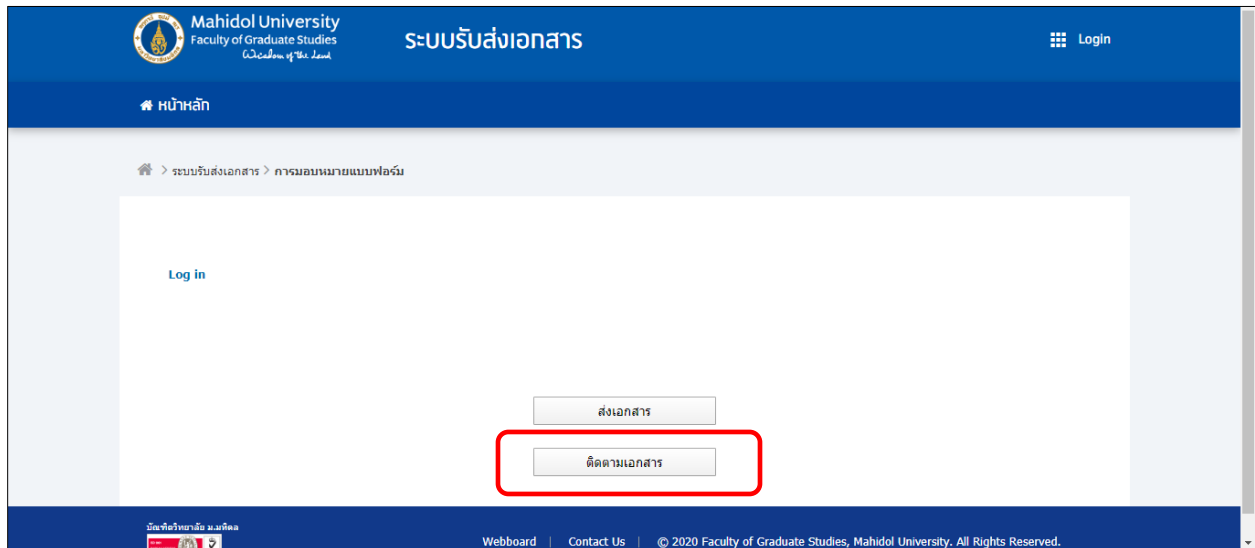 Mahidol University
Faculty of Graduate Studies
Wisdom of the Land
ระบบรับส่งเอกสาร
Login
หน้าหลัก
> ระบบรับส่งเอกสาร > การมอบหมายแบบฟอร์ม
Log in
ส่งเอกสาร
ติดตามเอกสาร
บัณฑิตวิทยาลัย ม.มหิดล
Webboard | Contact Us | © 2020 Faculty of Graduate Studies, Mahidol University. All Rights Reserved.